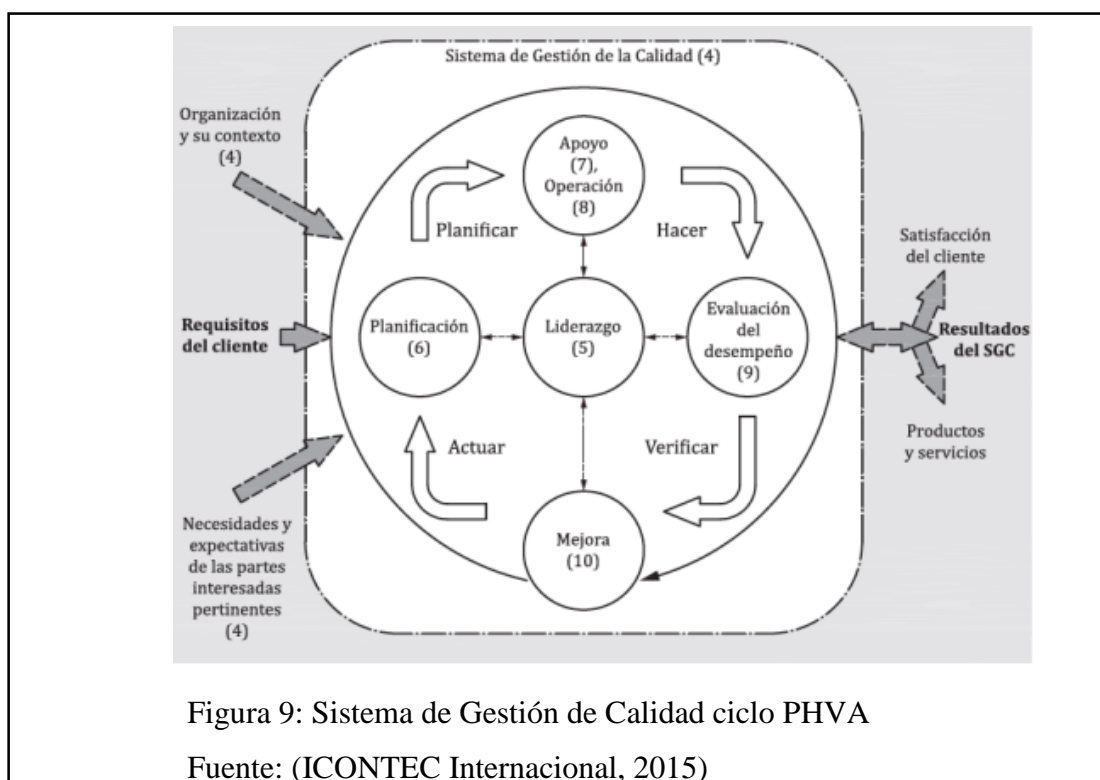 Sistema de Gestión de la Calidad (4)
Organización
y su contexto
(4)
Apoyo
(7),
Operación
(8)
Planificar
Hacer
Satisfacción
del cliente
Requisitos
del cliente
Planificación
(6)
Liderazgo
(5)
Evaluación
del
desempeño
(9)
Resultados
del SGC
Actuar
Verificar
Productos
y servicios
Necesidades y
expectativas
de las partes
interesadas
pertinentes
(4)
Mejora
(10)
Figura 9: Sistema de Gestión de Calidad ciclo PHVA
Fuente: (ICONTEC Internacional, 2015)